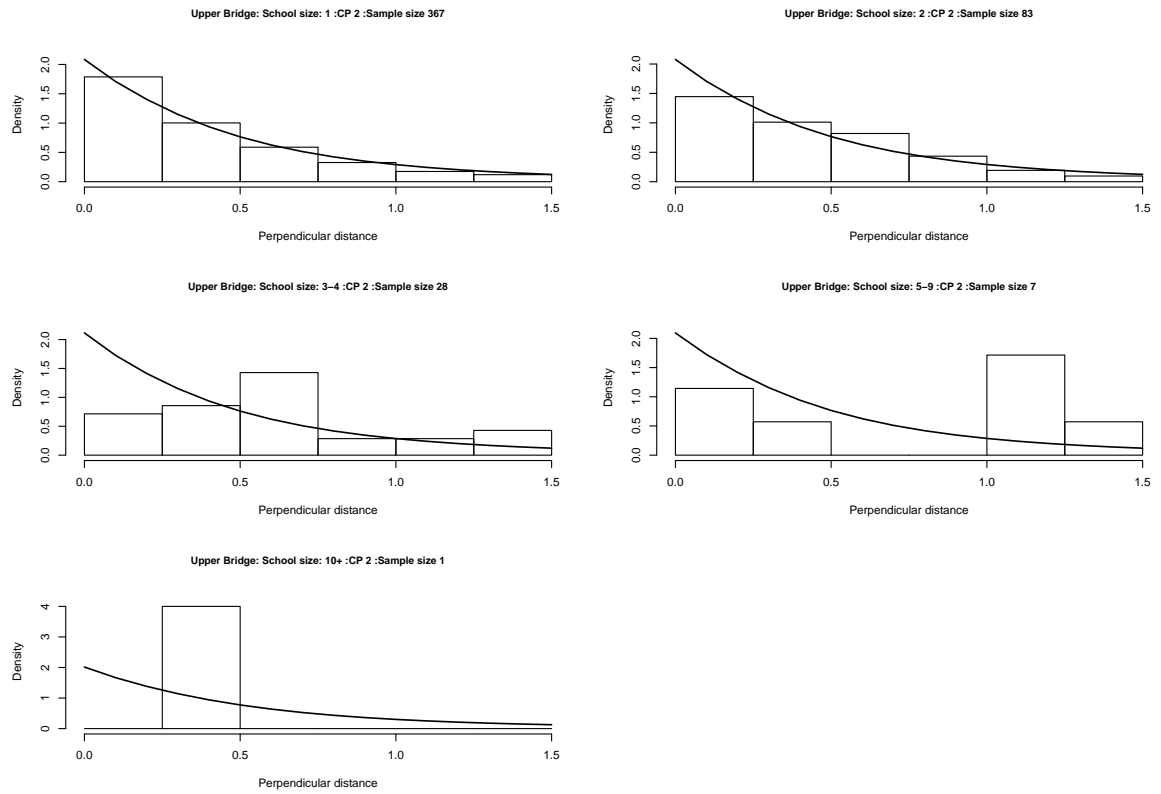 Upper Bridge: School size: 1 :CP 2 :Sample size 367
Density
0.0 0.5 1.0 1.5 2.0
0.0 0.5 1.0 1.5
Perpendicular distance
Upper Bridge: School size: 2 :CP 2 :Sample size 83
Density
0.0 0.5 1.0 1.5 2.0
0.0 0.5 1.0 1.5
Perpendicular distance
Upper Bridge: School size: 3−4 :CP 2 :Sample size 28
Density
0.0 0.5 1.0 1.5 2.0
0.0 0.5 1.0 1.5
Perpendicular distance
Upper Bridge: School size: 5−9 :CP 2 :Sample size 7
Density
0.0 0.5 1.0 1.5 2.0
0.0 0.5 1.0 1.5
Perpendicular distance
Upper Bridge: School size: 10+ :CP 2 :Sample size 1
Density
0 1 2 3 4
0.0 0.5 1.0 1.5
Perpendicular distance